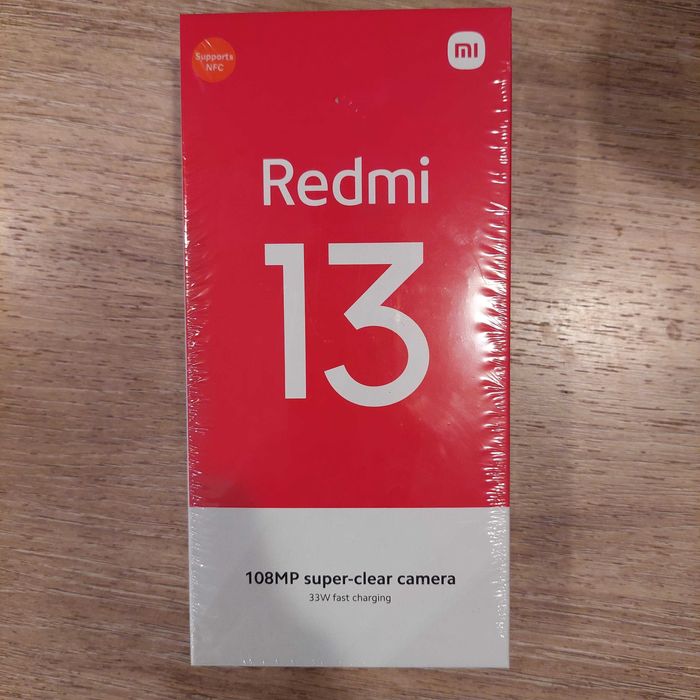 Supports
NFC
mi
Redmi
13
108MP super-clear camera
33W fast charging